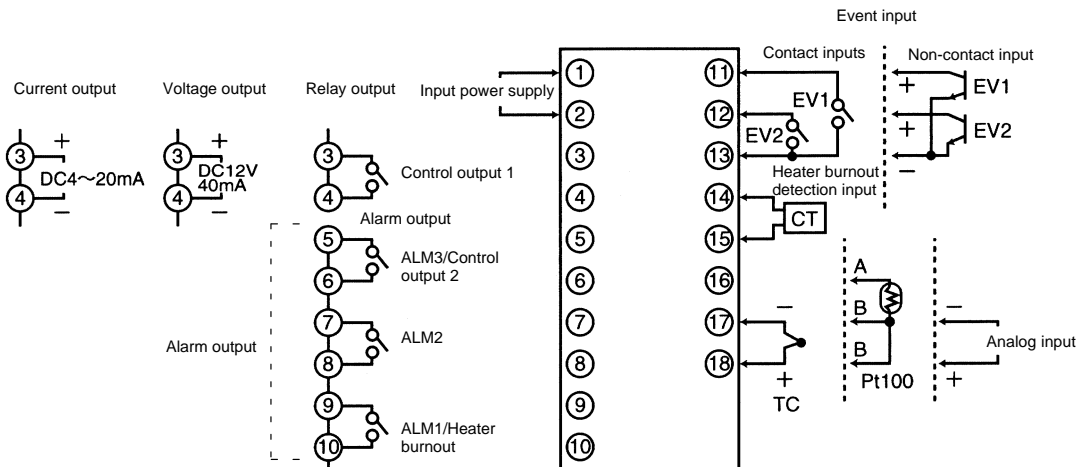 Event input
Current output
Voltage output
Relay output
Input power supply
Contact inputs
Non-contact input
3
+
DC4～20mA
4
−
3
+
DC12V
40mA
4
−
3
4
Control output 1
Alarm output
Alarm output
5
6
ALM3/Control
output 2
7
8
ALM2
9
10
ALM1/Heater
burnout
1
2
3
4
5
6
7
8
9
10
11
12
13
14
15
16
17
18
EV1
EV2
+
EV1
+
EV2
−
Heater burnout
detection input
CT
−
+
TC
A
B
B
Pt100
−
+
Analog input